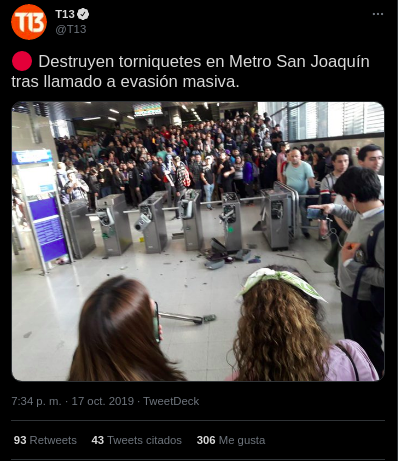 T13
T13
@T13
Destruyen torniquetes en Metro San Joaquín
tras llamado a evasión masiva.
7:34 p. m. · 17 oct. 2019 · TweetDeck
93 Retweets 43 Tweets citados 306 Me gusta